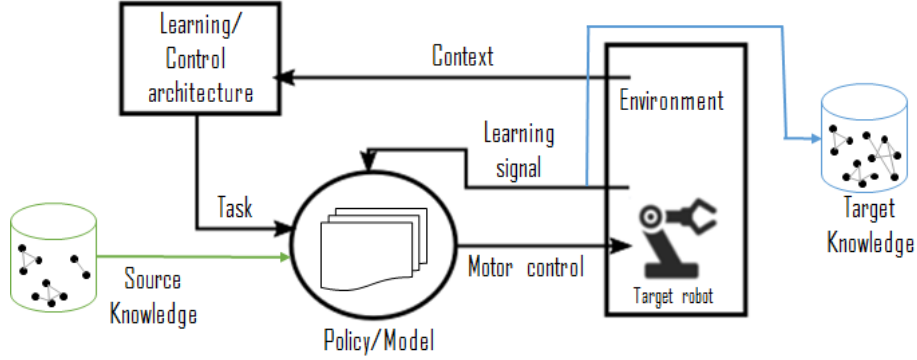 Learning/
Control
architecture
Context
Environment
Learning
signal
Task
Target
Knowledge
Source
Knowledge
Motor control
Target robot
Policy/Model